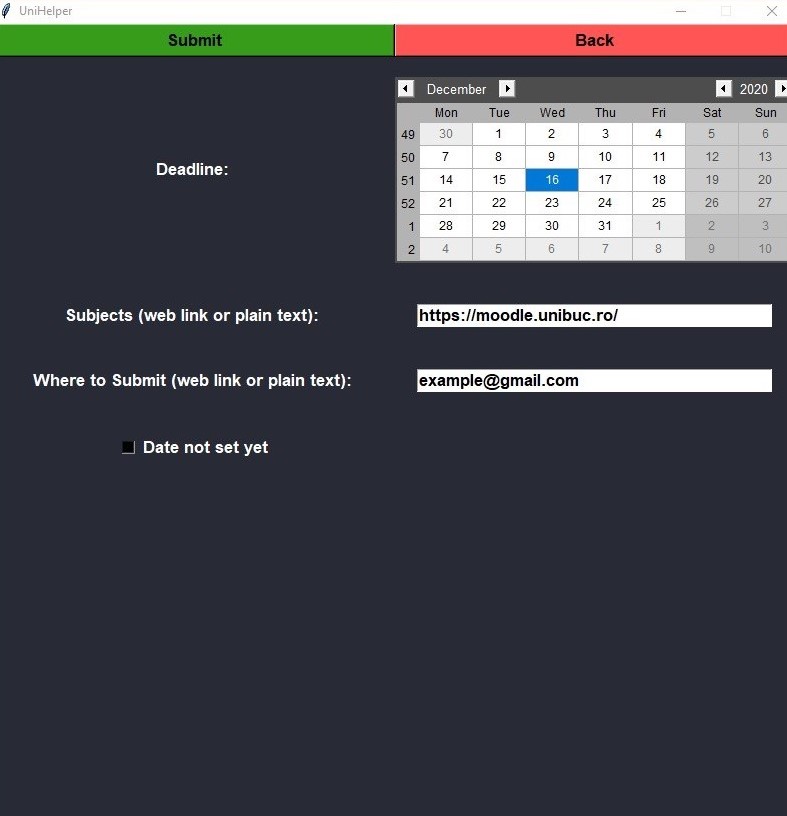 UniHelper
Submit Back
December 2020
Mon Tue Wed Thu Fri Sat Sun
49 30 1 2 3 4 5 6
50 7 8 9 10 11 12 13
Deadline:
51 14 15 16 17 18 19 20
52 21 22 23 24 25 26 27
1 28 29 30 31 1 2 3
2 4 5 6 7 8 9 10
Subjects (web link or plain text): https://moodle.unibuc.ro/
Where to Submit (web link or plain text): example@gmail.com
Date not set yet